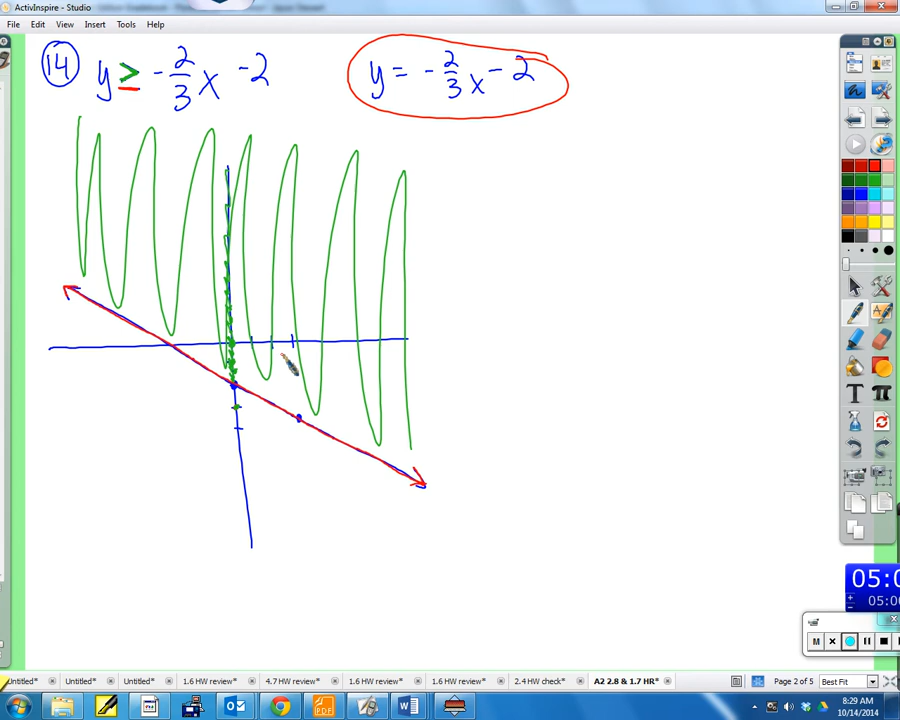 ActivInspire - Studio
File Edit View Insert Tools Help
14 y ≥ -2/3 x -2
y = -2/3 x - 2
05:0
05:00
M
Untitled* Untitled* Untitled* 1.6 HW review* 4.7 HW review* 1.6 HW review* 1.6 HW review* 2.4 HW check* A2 2.8 & 1.7 HR* Page 2 of 5 Best Fit
8:29 AM
10/14/2014